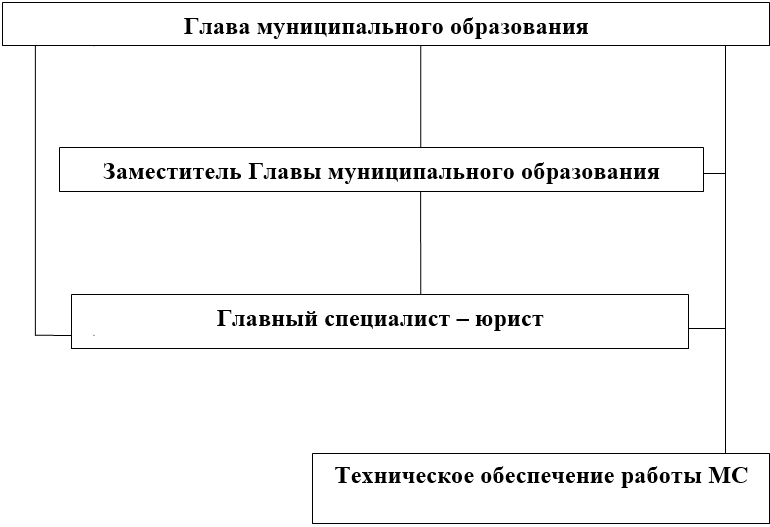 Глава муниципального образования
Заместитель Главы муниципального образования
Главный специалист – юрист
Техническое обеспечение работы МС